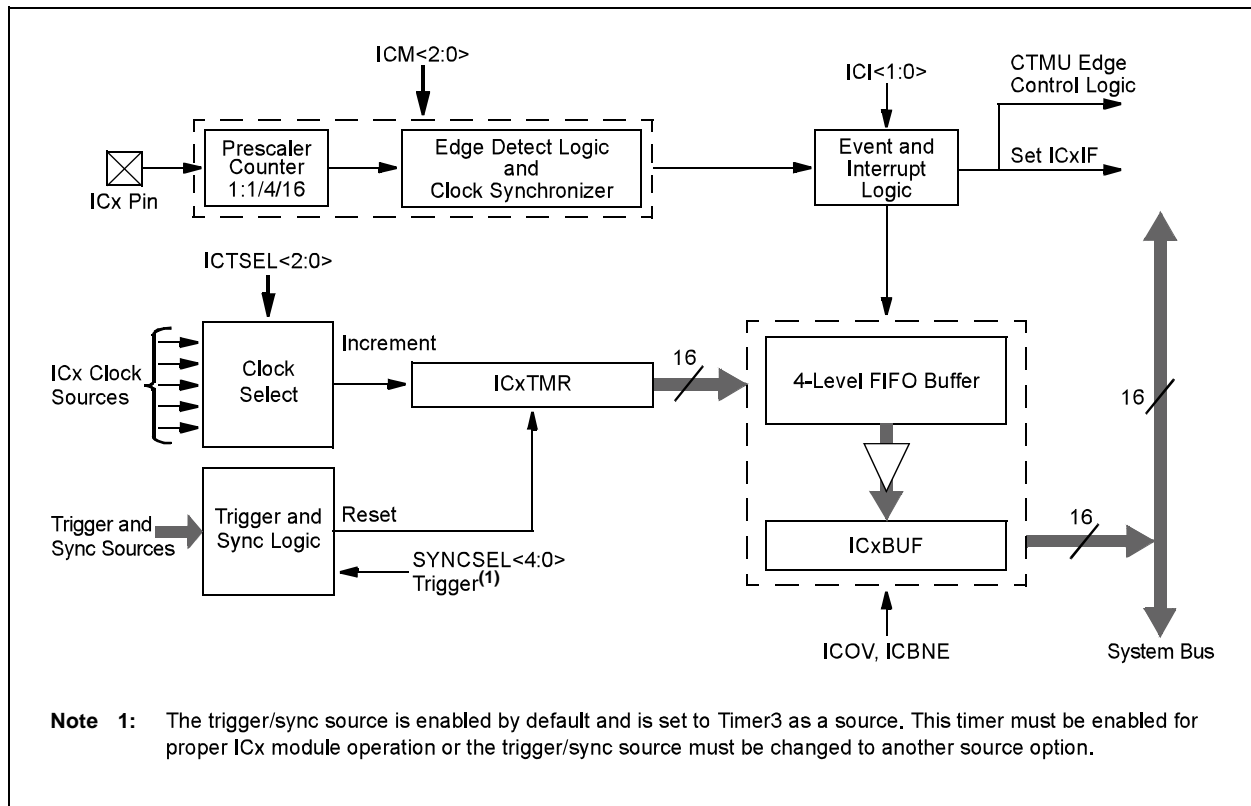 ICM<2:0>
ICI<1:0>
CTMU Edge
Control Logic
Prescaler
Counter
1:1/4/16
Edge Detect Logic
and
Clock Synchronizer
Event and
Interrupt
Logic
Set ICxIF
ICx Pin
ICTSEL<2:0>
ICx Clock
Sources
Clock
Select
Increment
ICxTMR
16
4-Level FIFO Buffer
16
Trigger and
Sync Sources
Trigger and
Sync Logic
Reset
SYNCSEL<4:0>
Trigger(1)
ICxBUF
16
ICOV, ICBNE
System Bus
Note 1: The trigger/sync source is enabled by default and is set to Timer3 as a source. This timer must be enabled for
proper ICx module operation or the trigger/sync source must be changed to another source option.